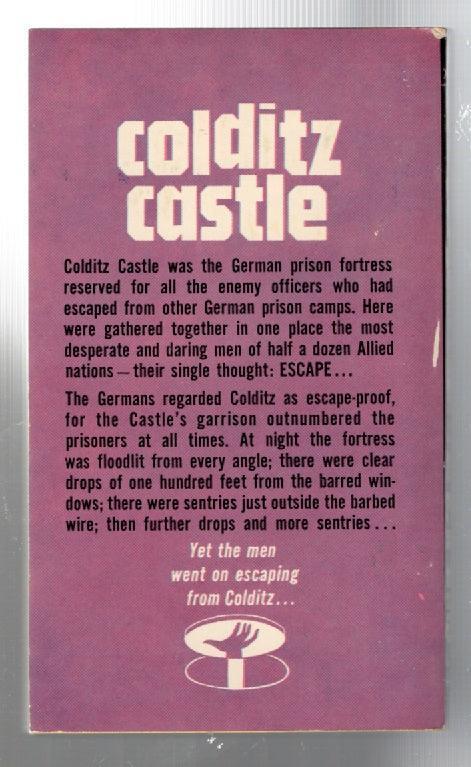 colditz
castle
Colditz Castle was the German prison fortress
reserved for all the enemy officers who had
escaped from other German prison camps. Here
were gathered together in one place the most
desperate and daring men of half a dozen Allied
nations — their single thought: ESCAPE...
The Germans regarded Colditz as escape-proof,
for the Castle's garrison outnumbered the
prisoners at all times. At night the fortress
was floodlit from every angle; there were clear
drops of one hundred feet from the barred win-
dows; there were sentries just outside the barbed
wire; then further drops and more sentries...
Yet the men
went on escaping
from Colditz...